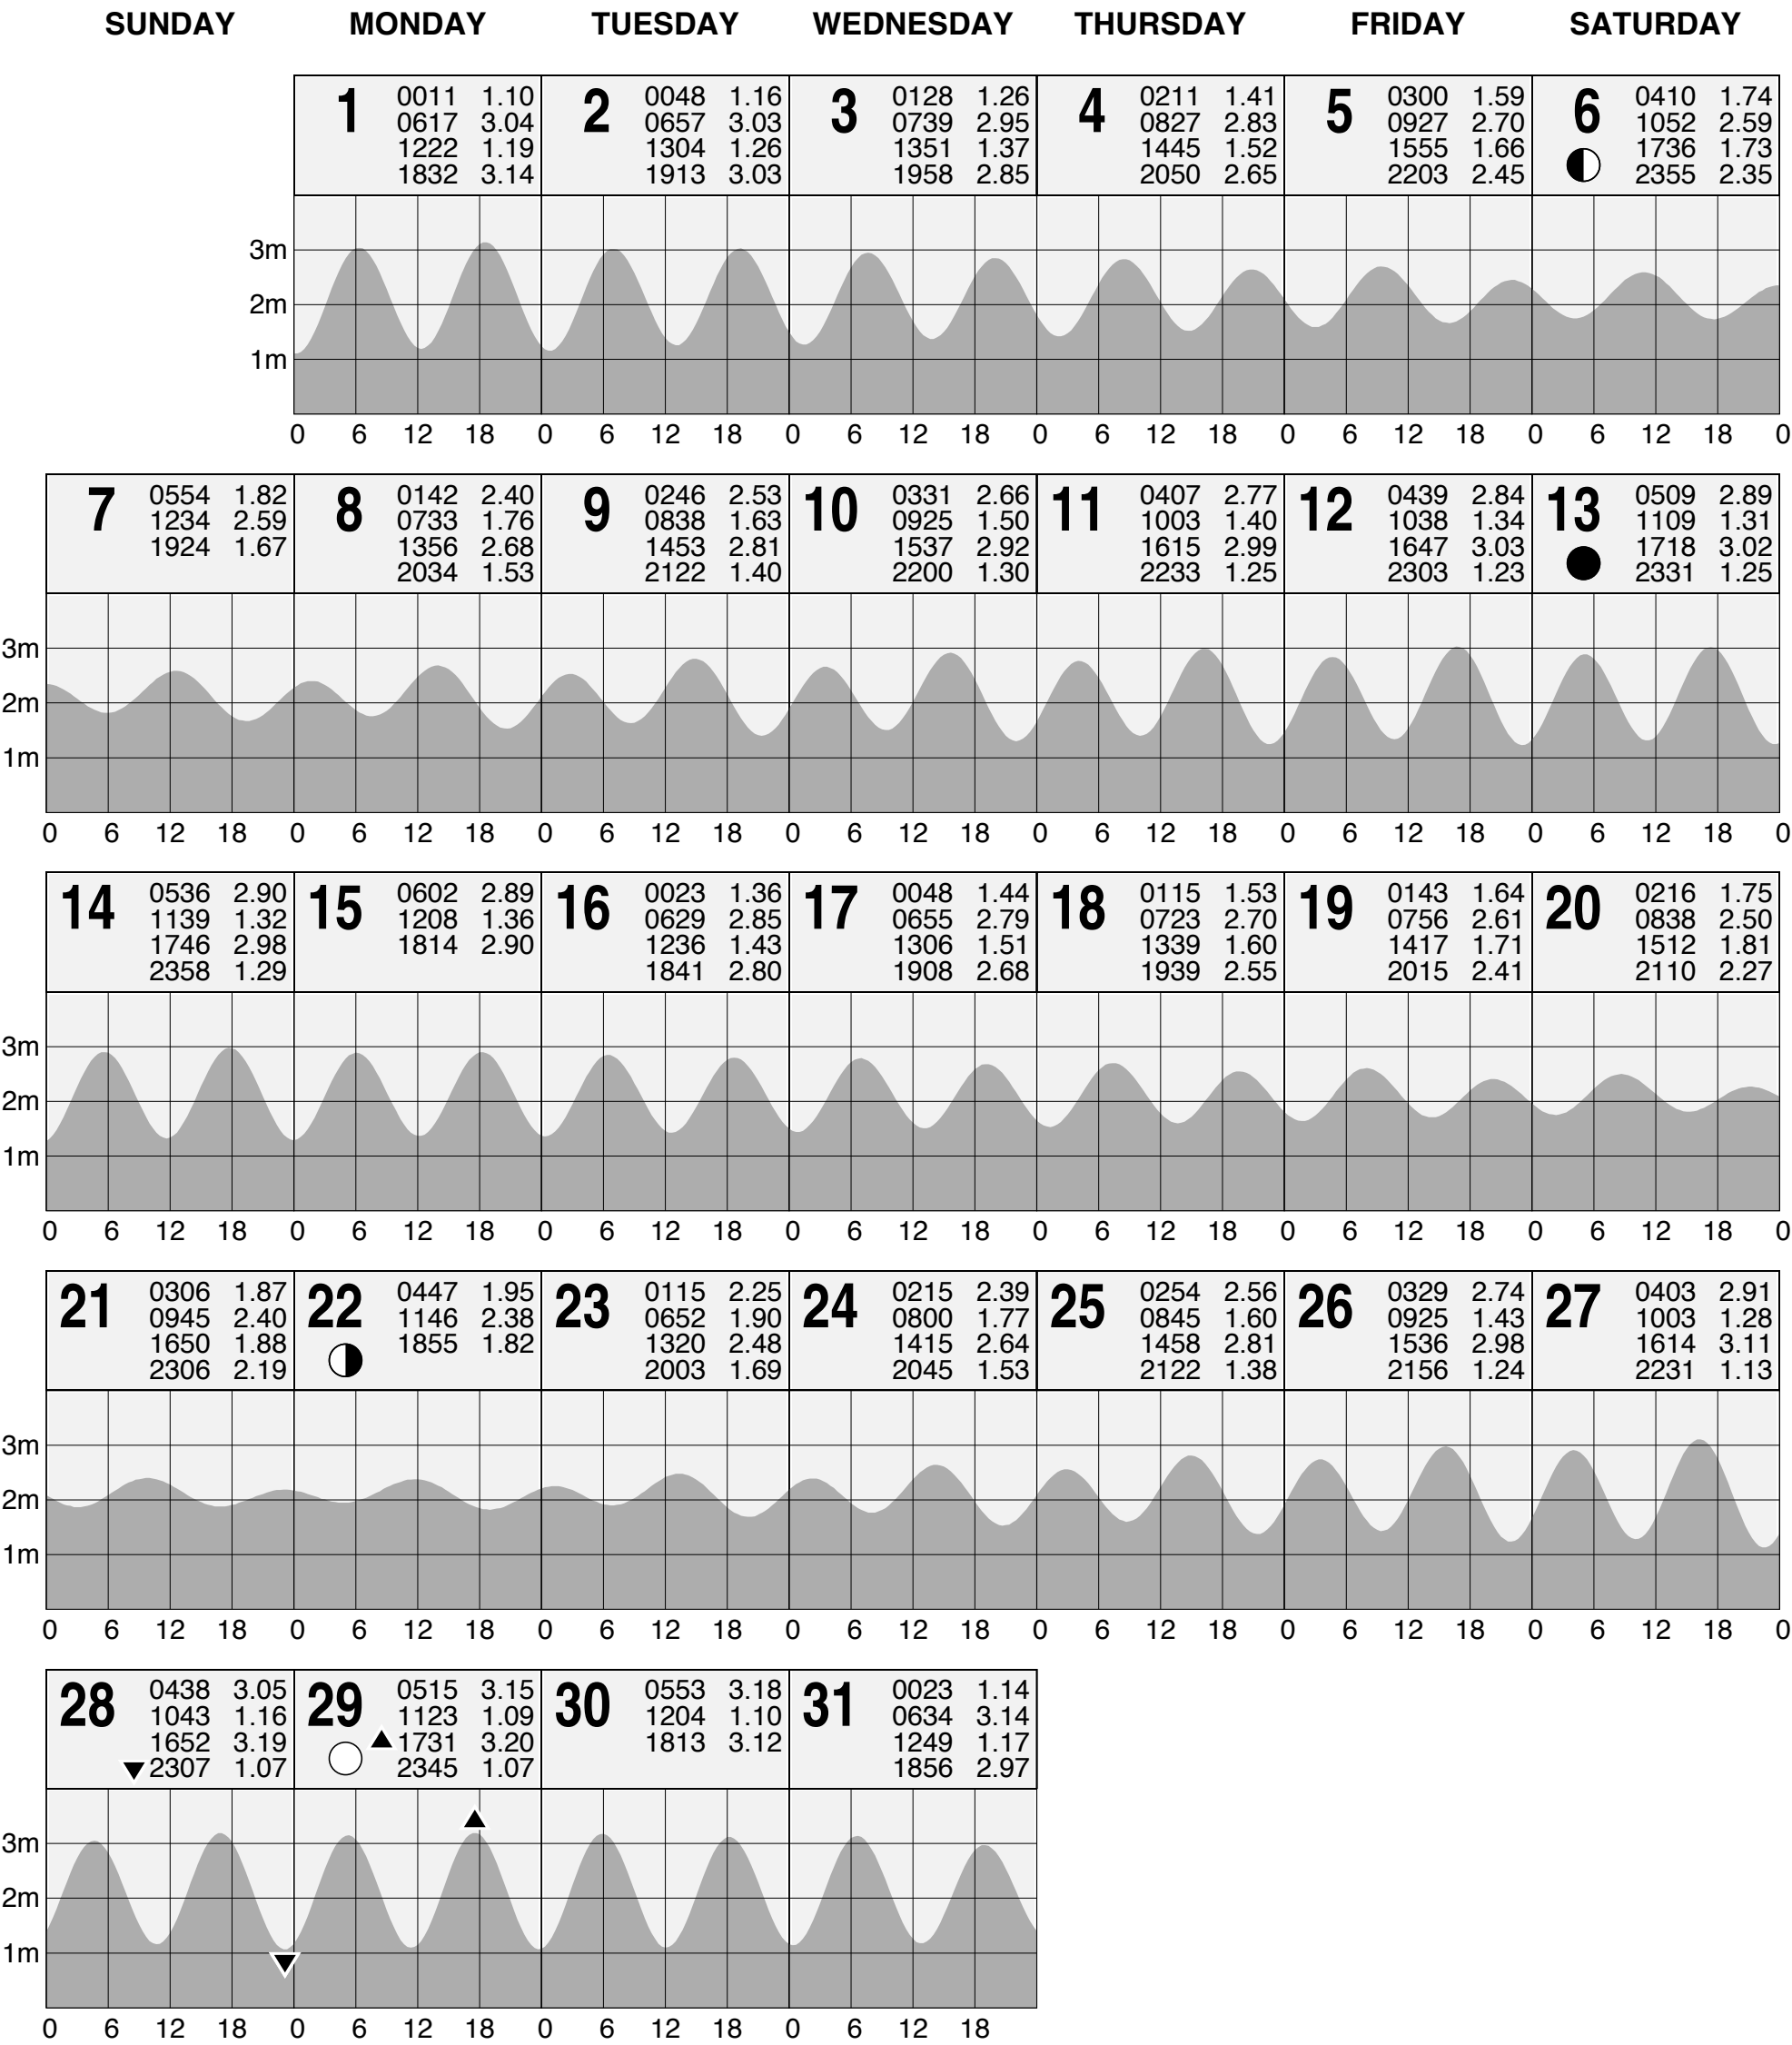 SUNDAY MONDAY TUESDAY WEDNESDAY THURSDAY FRIDAY SATURDAY
1 0011 1.10
0617 3.04
1222 1.19
1832 3.14
2 0048 1.16
0657 3.03
1304 1.26
1913 3.03
3 0128 1.26
0739 2.95
1351 1.37
1958 2.85
4 0211 1.41
0827 2.83
1445 1.52
2050 2.65
5 0300 1.59
0927 2.70
1555 1.66
2203 2.45
6 0410 1.74
1052 2.59
1736 1.73
2355 2.35
3m
2m
1m
0 6 12 18 0 6 12 18 0 6 12 18 0 6 12 18 0 6 12 18 0 6 12 18 0
7 0554 1.82
1234 2.59
1924 1.67
8 0142 2.40
0733 1.76
1356 2.68
2034 1.53
9 0246 2.53
0838 1.63
1453 2.81
2122 1.40
10 0331 2.66
0925 1.50
1537 2.92
2200 1.30
11 0407 2.77
1003 1.40
1615 2.99
2233 1.25
12 0439 2.84
1038 1.34
1647 3.03
2303 1.23
13 0509 2.89
1109 1.31
1718 3.02
2331 1.25
3m
2m
1m
0 6 12 18 0 6 12 18 0 6 12 18 0 6 12 18 0 6 12 18 0 6 12 18 0 6 12 18 0
14 0536 2.90
1139 1.32
1746 2.98
2358 1.29
15 0602 2.89
1208 1.36
1814 2.90
16 0023 1.36
0629 2.85
1236 1.43
1841 2.80
17 0048 1.44
0655 2.79
1306 1.51
1908 2.68
18 0115 1.53
0723 2.70
1339 1.60
1939 2.55
19 0143 1.64
0756 2.61
1417 1.71
2015 2.41
20 0216 1.75
0838 2.50
1512 1.81
2110 2.27
3m
2m
1m
0 6 12 18 0 6 12 18 0 6 12 18 0 6 12 18 0 6 12 18 0 6 12 18 0 6 12 18 0
21 0306 1.87
0945 2.40
1650 1.88
2306 2.19
22 0447 1.95
1146 2.38
1855 1.82
23 0115 2.25
0652 1.90
1320 2.48
2003 1.69
24 0215 2.39
0800 1.77
1415 2.64
2045 1.53
25 0254 2.56
0845 1.60
1458 2.81
2122 1.38
26 0329 2.74
0925 1.43
1536 2.98
2156 1.24
27 0403 2.91
1003 1.28
1614 3.11
2231 1.13
3m
2m
1m
0 6 12 18 0 6 12 18 0 6 12 18 0 6 12 18 0 6 12 18 0 6 12 18 0 6 12 18 0
28 0438 3.05
1043 1.16
1652 3.19
2307 1.07
29 0515 3.15
1123 1.09
1731 3.20
2345 1.07
30 0553 3.18
1204 1.10
1813 3.12
31 0023 1.14
0634 3.14
1249 1.17
1856 2.97
3m
2m
1m
0 6 12 18 0 6 12 18 0 6 12 18 0 6 12 18